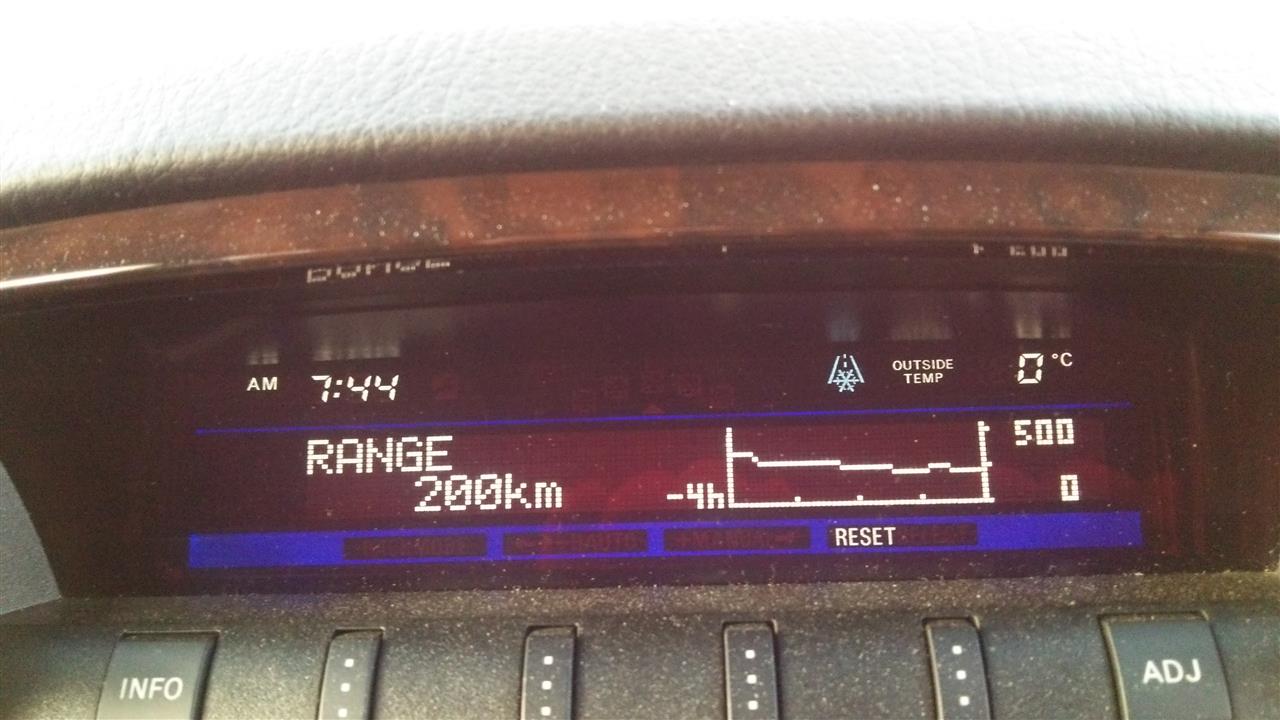 AM 7:44 OUTSIDE TEMP 0 °C
RANGE 500
200km -4h 0
RESET
INFO ADJ